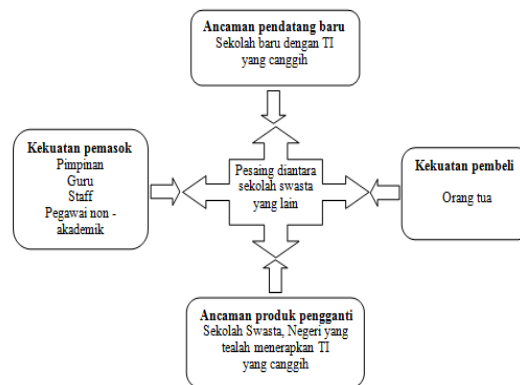 Ancaman pendatang baru
Sekolah baru dengan TI
yang canggih
Kekuatan pemasok
Pimpinan
Guru
Staff
Pegawai non -
akademik
Pesaing diantara
sekolah swasta
yang lain
Kekuatan pembeli
Orang tua
Ancaman produk pengganti
Sekolah Swasta, Negeri yang
tealah menerapkan TI
yang canggih